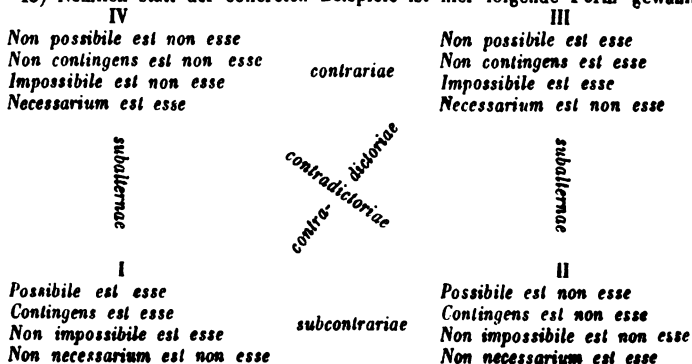 IV
Non possibile est non esse
Non contingens est non esse
Impossibile est non esse
Necessarium est esse
contrariae
III
Non possibile est esse
Non contingens est esse
Impossibile est esse
Necessarium est non esse
subalternae
contradictoriae
contra- dictoriae
subalternae
I
Possibile est esse
Contingens est esse
Non impossibile est esse
Non necessarium est non esse
subcontrariae
II
Possibile est non esse
Contingens est non esse
Non impossibile est non esse
Non necessarium est esse